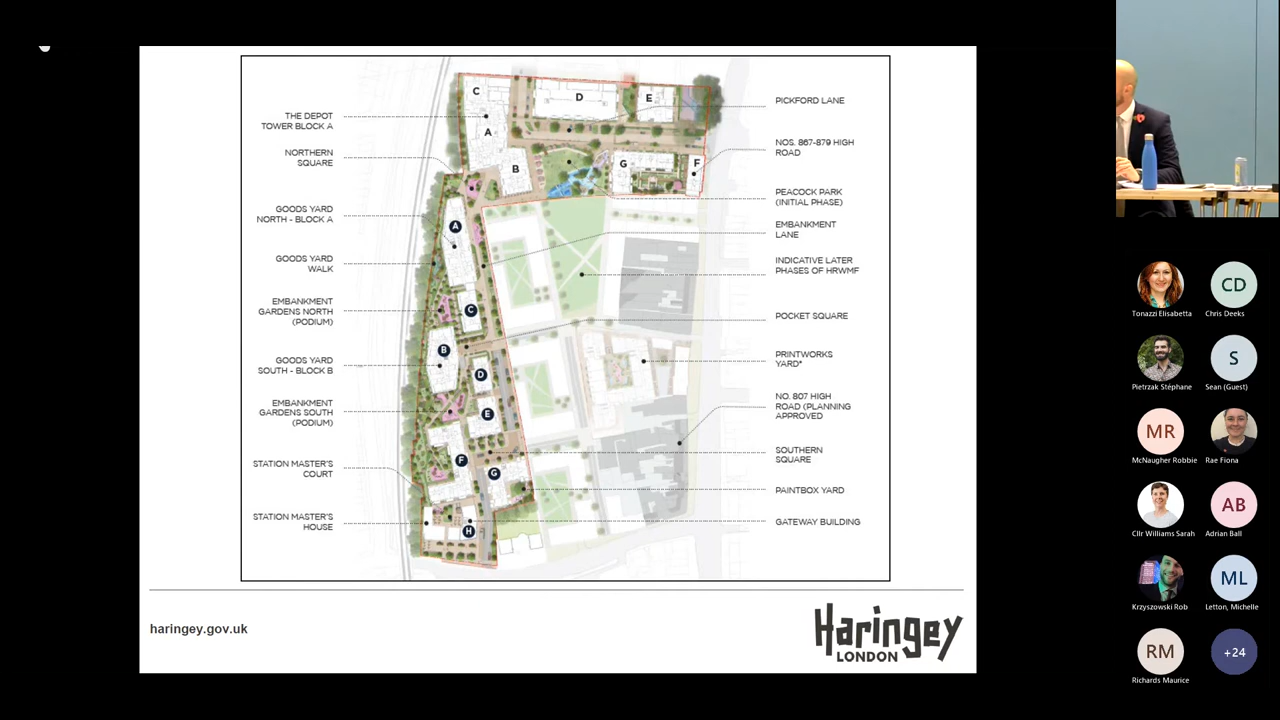 THE DEPOT
TOWER BLOCK A
NORTHERN
SQUARE
GOODS YARD
NORTH - BLOCK A
GOODS YARD
WALK
EMBANKMENT
GARDENS NORTH
(PODIUM)
GOODS YARD
SOUTH - BLOCK B
EMBANKMENT
GARDENS SOUTH
(PODIUM)
STATION MASTER'S
COURT
STATION MASTER'S
HOUSE
C
D
E
A
B
G
F
A
C
B
D
E
F
G
H
PICKFORD LANE
NOS. 867-879 HIGH
ROAD
PEACOCK PARK
(INITIAL PHASE)
EMBANKMENT
LANE
INDICATIVE LATER
PHASES OF HRWMF
POCKET SQUARE
PRINTWORKS
YARD*
NO. 807 HIGH
ROAD (PLANNING
APPROVED
SOUTHERN
SQUARE
PAINTBOX YARD
GATEWAY BUILDING
haringey.gov.uk
Haringey
LONDON
Tonazzi Elisabetta
CD
Chris Deeks
Pietrzak Stéphane
S
Sean (Guest)
MR
McNaugher Robbie
Rae Fiona
Cllr Williams Sarah
AB
Adrian Ball
Krzyszowski Rob
ML
Letton, Michelle
RM
Richards Maurice
+24